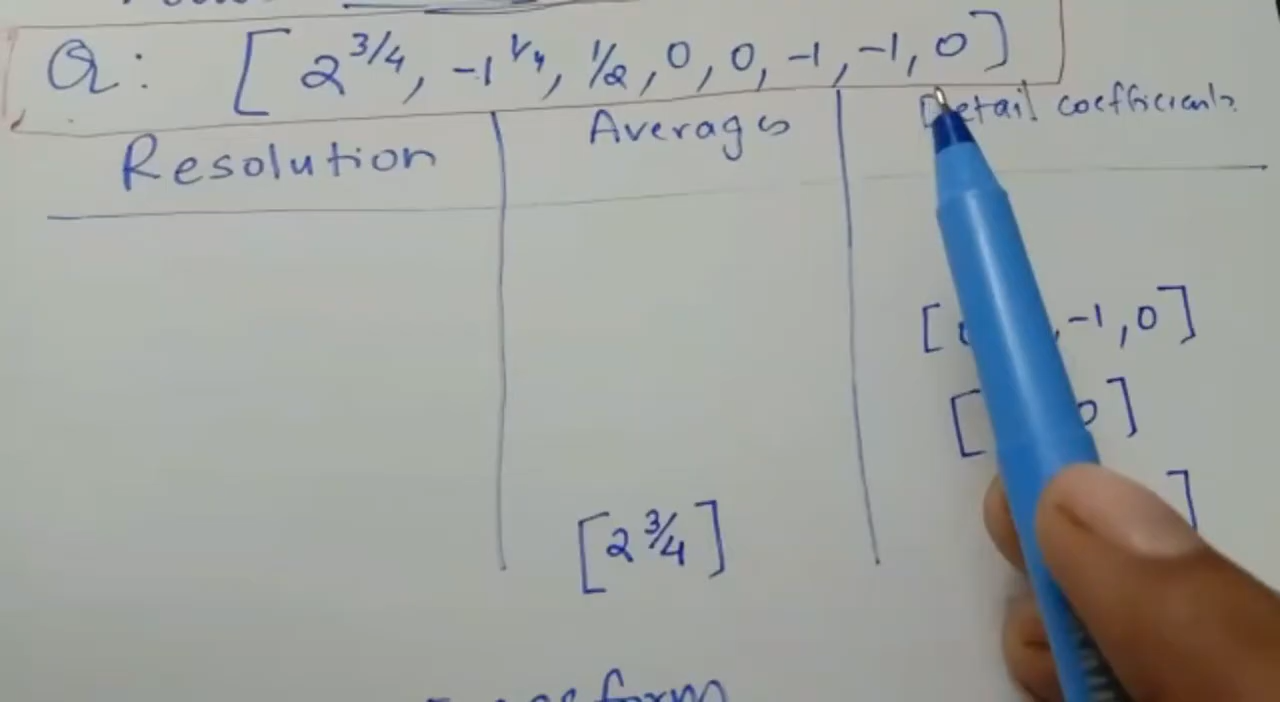 Q: [2 3/4, -1 1/4, 1/2, 0, 0, -1, -1, 0]
Resolution Averages Detail coefficients
-1, 0]
[ 0]
[2 3/4] ]